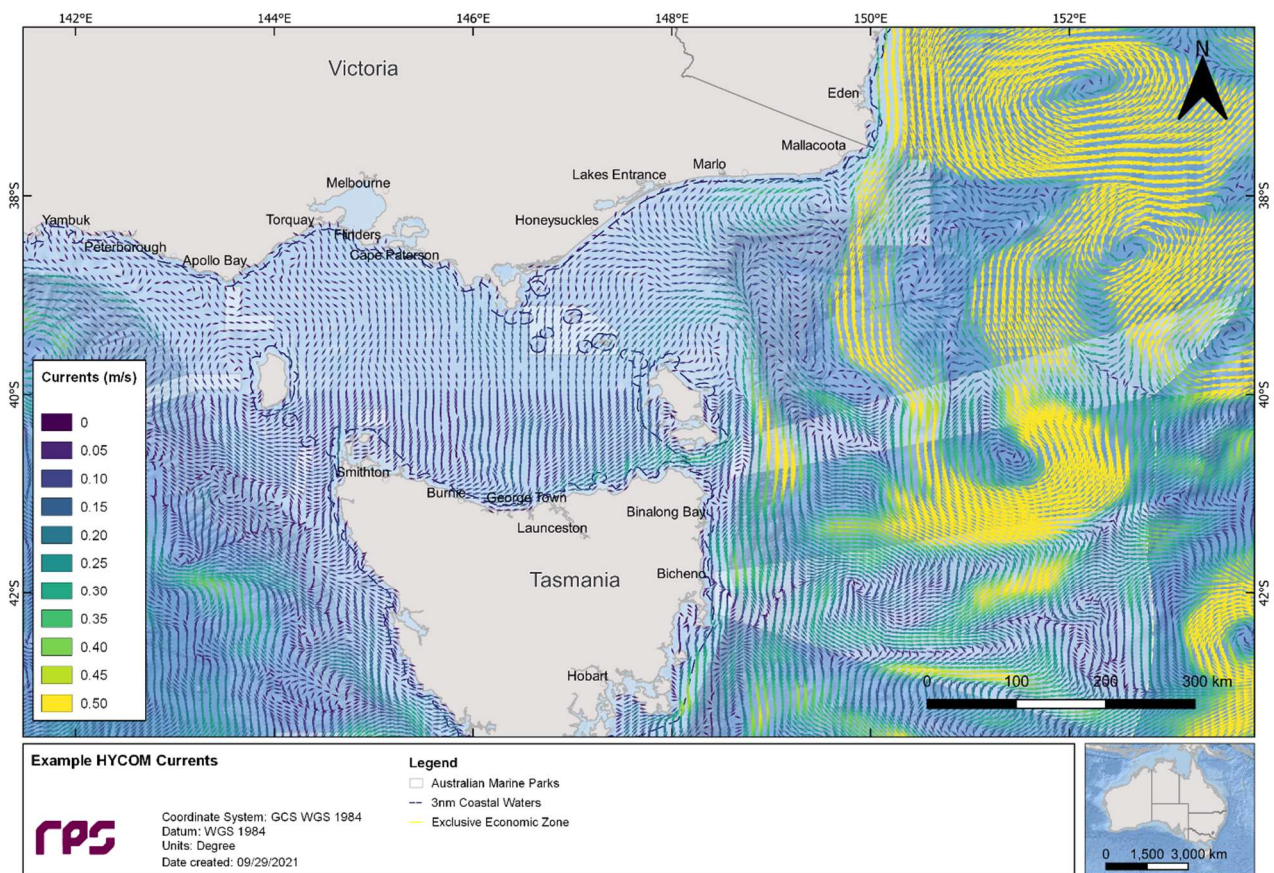 142°E 144°E 146°E 148°E 150°E 152°E
Victoria
N
Eden
Mallacoota
Marlo
Lakes Entrance
Melbourne
38°S
38°S
Yambuk
Torquay
Honeysuckles
Flinders
Peterborough
Cape Paterson
Apollo Bay
Currents (m/s)
0
0.05
0.10
0.15
0.20
0.25
0.30
0.35
0.40
0.45
0.50
40°S
40°S
Smithton
Burnie
George Town
Launceston
Binalong Bay
Tasmania
Bicheno
42°S
42°S
Hobart
0 100 200 300 km
Example HYCOM Currents
rps
Coordinate System: GCS WGS 1984
Datum: WGS 1984
Units: Degree
Date created: 09/29/2021
Legend
Australian Marine Parks
3nm Coastal Waters
Exclusive Economic Zone
0 1,500 3,000 km